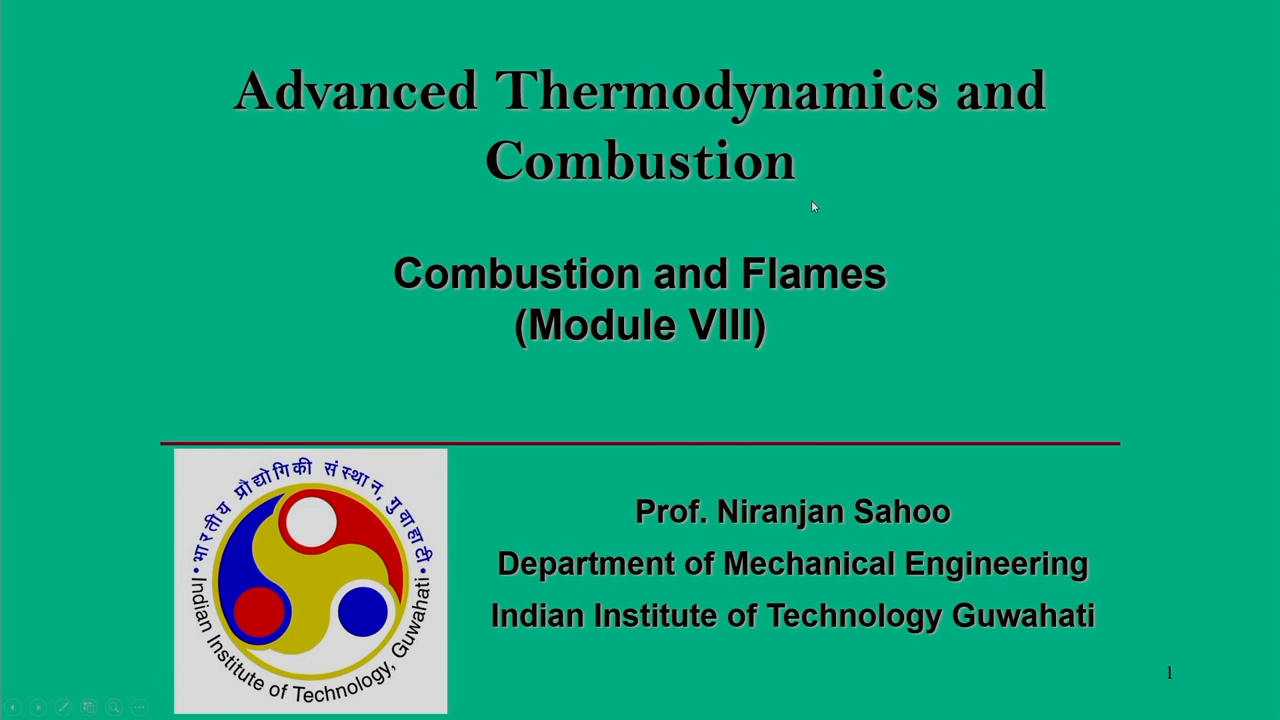 Advanced Thermodynamics and
Combustion
Combustion and Flames
(Module VIII)
भारतीय प्रौद्योगिकी संस्थान, गुवाहाटी
Indian Institute of Technology, Guwahati
Prof. Niranjan Sahoo
Department of Mechanical Engineering
Indian Institute of Technology Guwahati
1